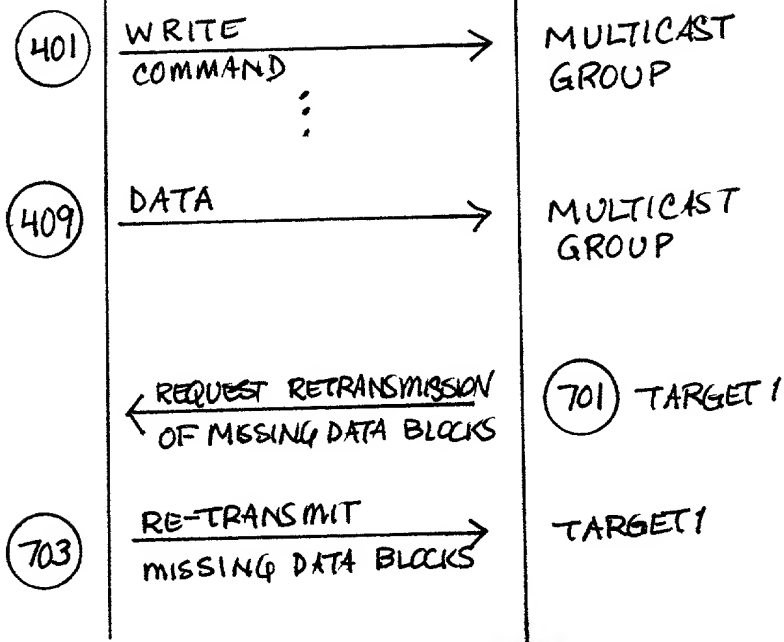 401 WRITE COMMAND MULTICAST GROUP
409 DATA MULTICAST GROUP
REQUEST RETRANSMISSION
OF MISSING DATA BLOCKS
701 TARGET 1
703 RE-TRANSMIT
MISSING DATA BLOCKS
TARGET 1